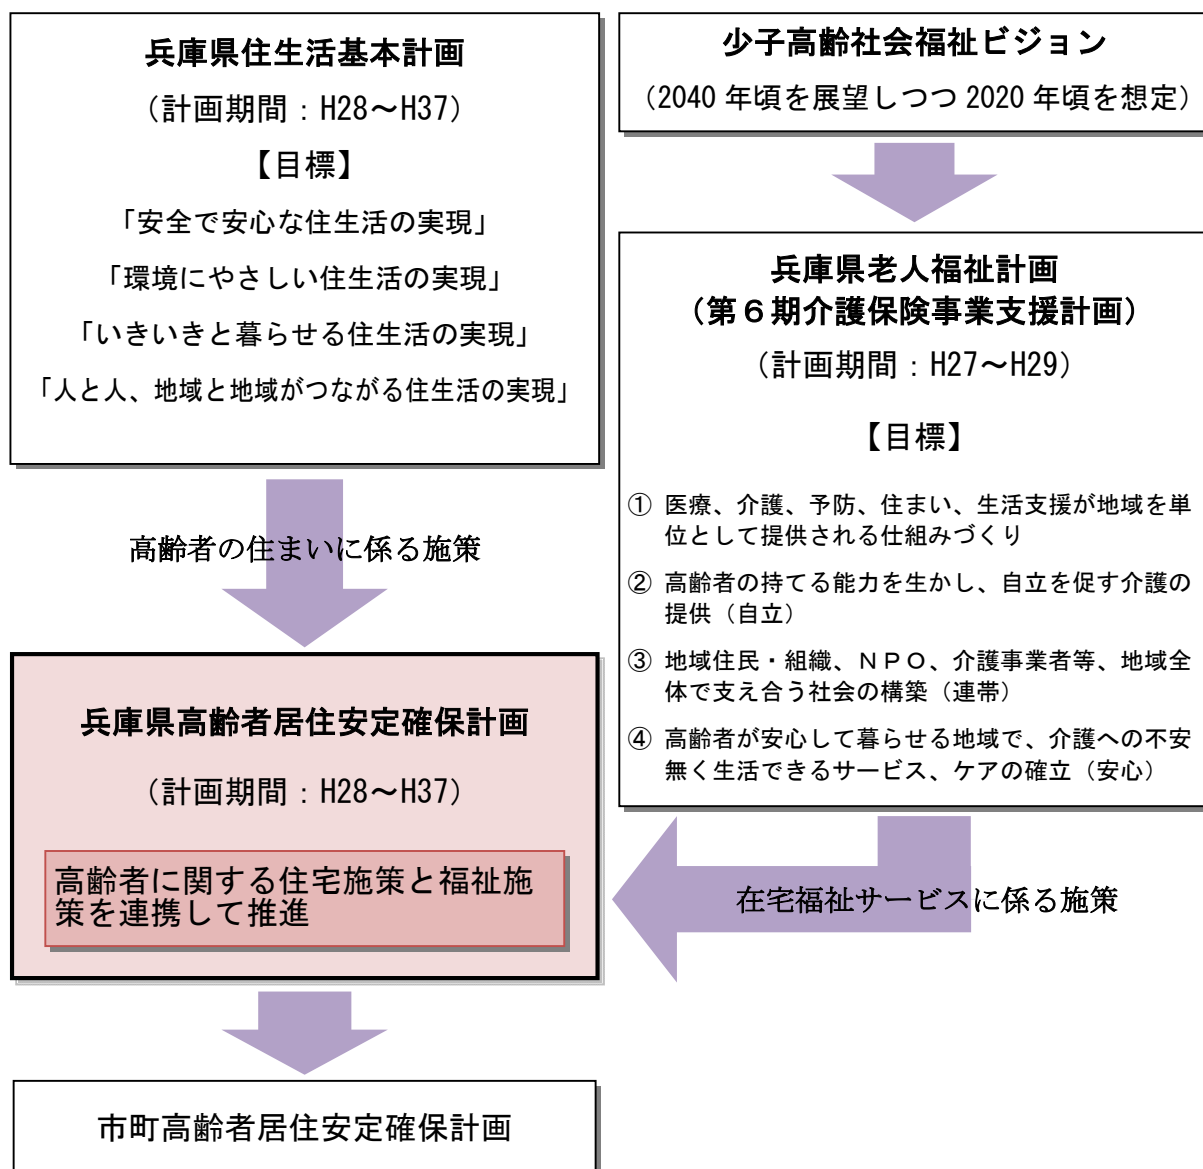 兵庫県住生活基本計画
（計画期間：H28～H37）
【目標】
「安全で安心な住生活の実現」
「環境にやさしい住生活の実現」
「いきいきと暮らせる住生活の実現」
「人と人、地域と地域がつながる住生活の実現」
高齢者の住まいに係る施策
少子高齢社会福祉ビジョン
（2040 年頃を展望しつつ 2020 年頃を想定）
兵庫県老人福祉計画
（第６期介護保険事業支援計画）
（計画期間：H27～H29）
【目標】
① 医療、介護、予防、住まい、生活支援が地域を単
位として提供される仕組みづくり
② 高齢者の持てる能力を生かし、自立を促す介護の
提供（自立）
③ 地域住民・組織、ＮＰＯ、介護事業者等、地域全
体で支え合う社会の構築（連帯）
④ 高齢者が安心して暮らせる地域で、介護への不安
無く生活できるサービス、ケアの確立（安心）
在宅福祉サービスに係る施策
兵庫県高齢者居住安定確保計画
（計画期間：H28～H37）
高齢者に関する住宅施策と福祉施
策を連携して推進
市町高齢者居住安定確保計画